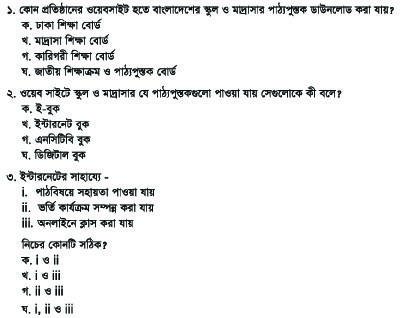 ১. কোন প্রতিষ্ঠানের ওয়েবসাইট হতে বাংলাদেশের স্কুল ও মাদ্রাসার পাঠ্যপুস্তক ডাউনলোড করা যায়?
ক. ঢাকা শিক্ষা বোর্ড
খ. মাদ্রাসা শিক্ষা বোর্ড
গ. কারিগরী শিক্ষা বোর্ড
ঘ. জাতীয় শিক্ষাক্রম ও পাঠ্যপুস্তক বোর্ড
২. ওয়েব সাইটে স্কুল ও মাদ্রাসার যে পাঠ্যপুস্তকগুলো পাওয়া যায় সেগুলোকে কী বলে?
ক. ই-বুক
খ. ইন্টারনেট বুক
গ. এনসিটিবি বুক
ঘ. ডিজিটাল বুক
৩. ইন্টারনেটের সাহায্যে -
i. পাঠবিষয়ে সহায়তা পাওয়া যায়
ii. ভর্তি কার্যক্রম সম্পন্ন করা যায়
iii. অনলাইনে ক্লাস করা যায়
নিচের কোনটি সঠিক?
ক. i ও ii
খ. i ও iii
গ. ii ও iii
ঘ. i, ii ও iii